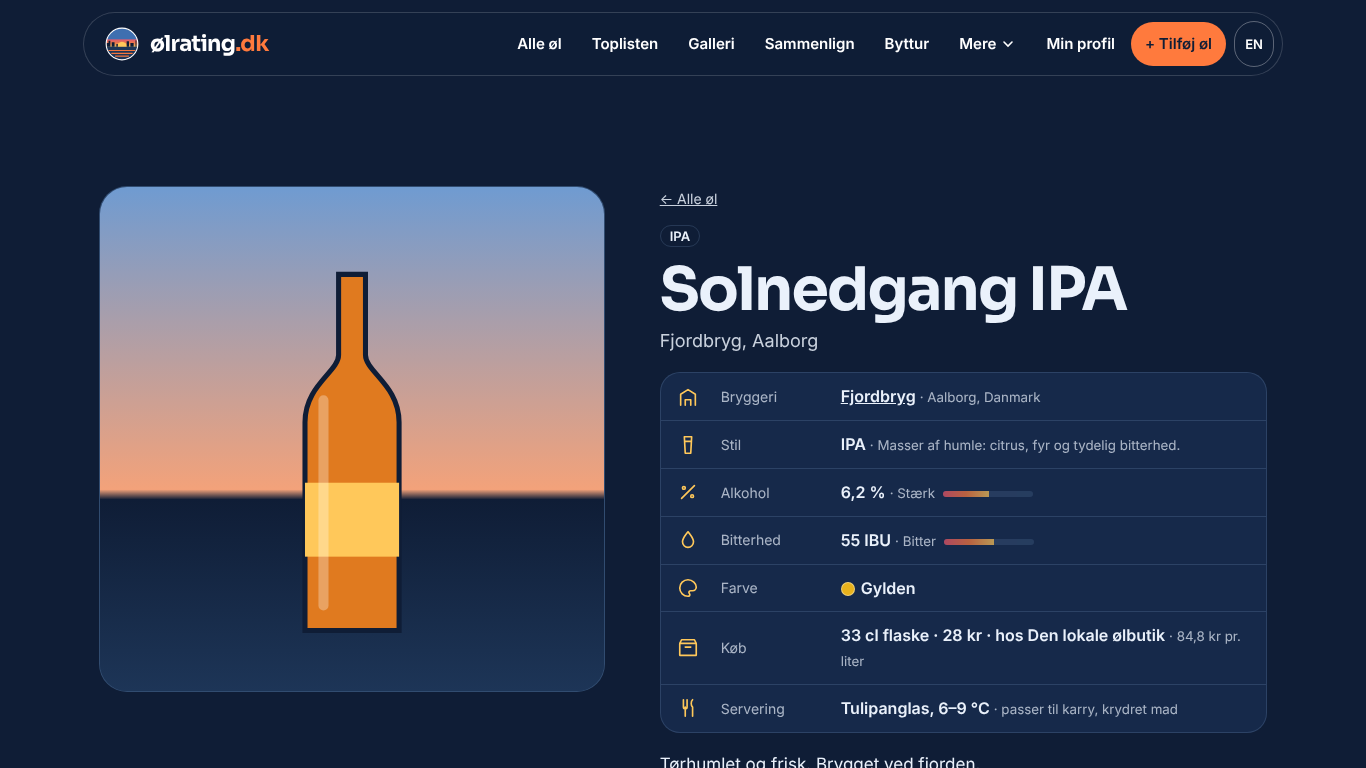 ølrating.dk
Alle øl
Toplisten
Galleri
Sammenlign
Byttur
Mere
Min profil
+ Tilføj øl
EN
← Alle øl
IPA
Solnedgang IPA
Fjordbryg, Aalborg
Bryggeri
Fjordbryg · Aalborg, Danmark
Stil
IPA · Masser af humle: citrus, fyr og tydelig bitterhed.
Alkohol
6,2 % · Stærk
Bitterhed
55 IBU · Bitter
Farve
Gylden
Køb
33 cl flaske · 28 kr · hos Den lokale ølbutik · 84,8 kr pr.
liter
Servering
Tulipanglas, 6–9 °C · passer til karry, krydret mad
Tørhumlet og frisk. Brygget ved fjorden.